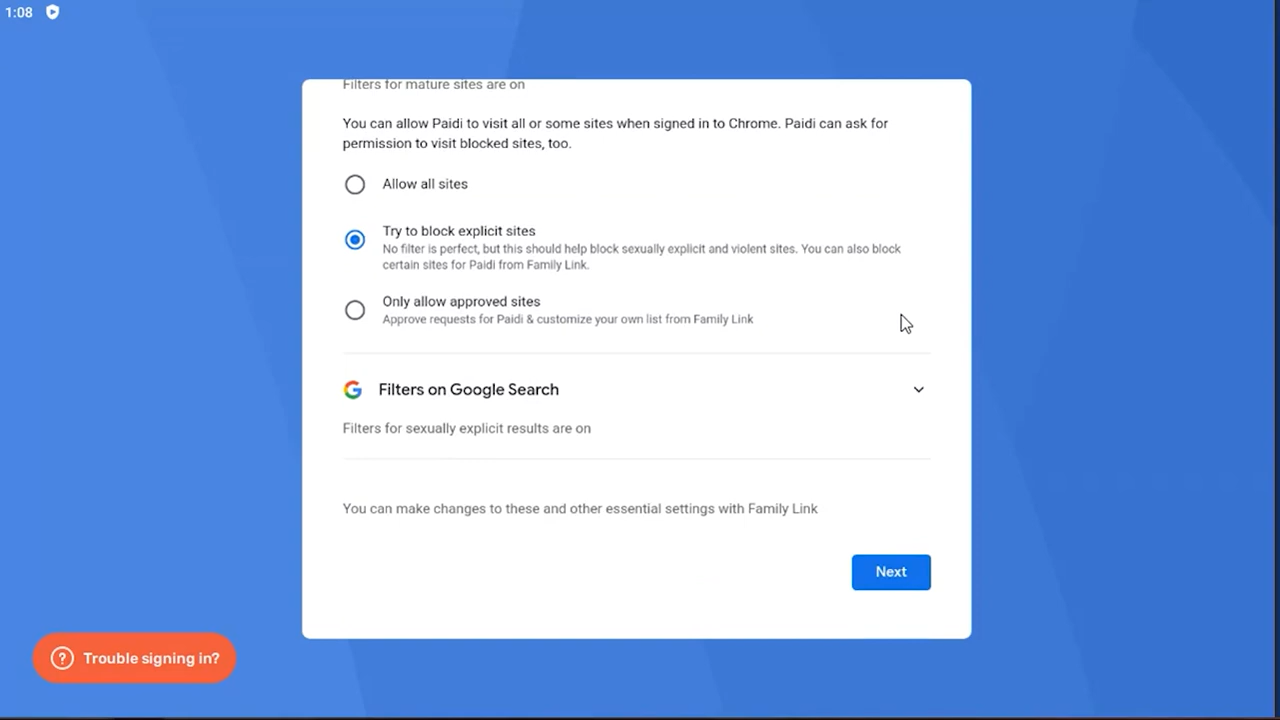 1:08
Filters for mature sites are on
You can allow Paidi to visit all or some sites when signed in to Chrome. Paidi can ask for
permission to visit blocked sites, too.
Allow all sites
Try to block explicit sites
No filter is perfect, but this should help block sexually explicit and violent sites. You can also block
certain sites for Paidi from Family Link.
Only allow approved sites
Approve requests for Paidi & customize your own list from Family Link
Filters on Google Search
Filters for sexually explicit results are on
You can make changes to these and other essential settings with Family Link
Next
Trouble signing in?